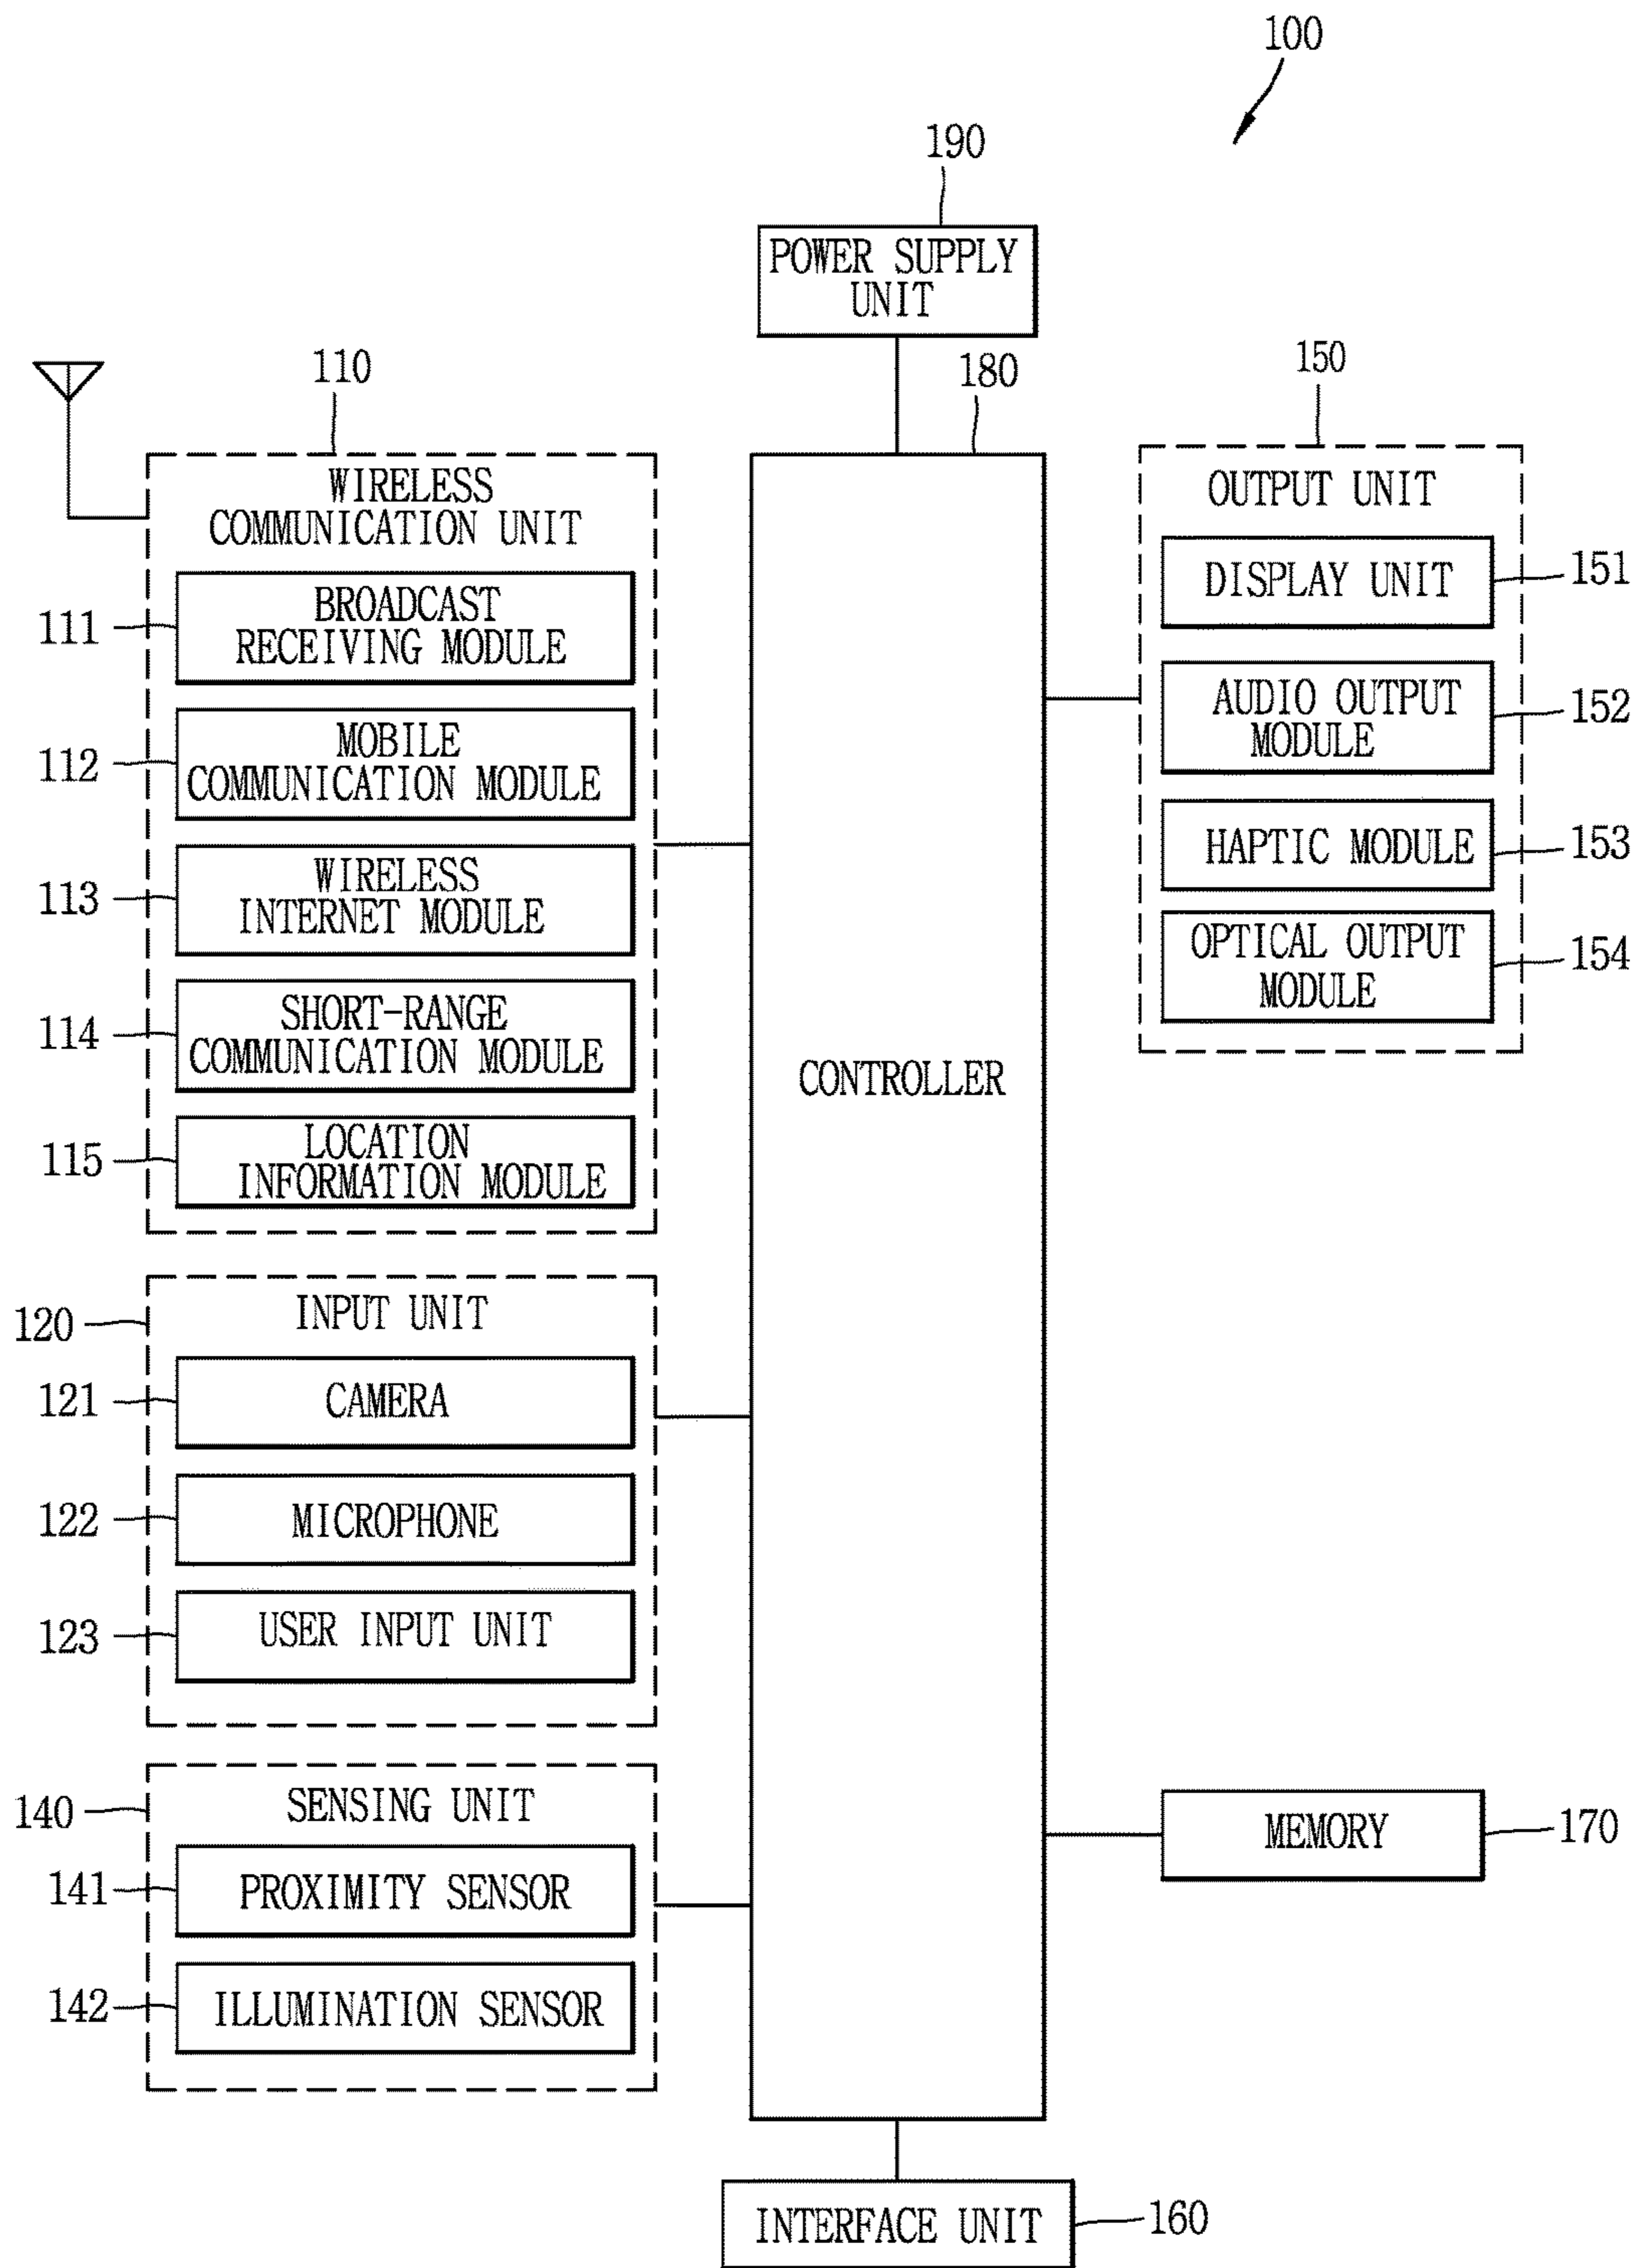 100
190
POWER SUPPLY
UNIT
110
180
150
WIRELESS
COMMUNICATION UNIT
111
BROADCAST
RECEIVING MODULE
112
MOBILE
COMMUNICATION MODULE
113
WIRELESS
INTERNET MODULE
114
SHORT-RANGE
COMMUNICATION MODULE
115
LOCATION
INFORMATION MODULE
120
INPUT UNIT
121
CAMERA
122
MICROPHONE
123
USER INPUT UNIT
140
SENSING UNIT
141
PROXIMITY SENSOR
142
ILLUMINATION SENSOR
CONTROLLER
OUTPUT UNIT
DISPLAY UNIT
151
AUDIO OUTPUT
MODULE
152
HAPTIC MODULE
153
OPTICAL OUTPUT
MODULE
154
MEMORY
170
INTERFACE UNIT
160